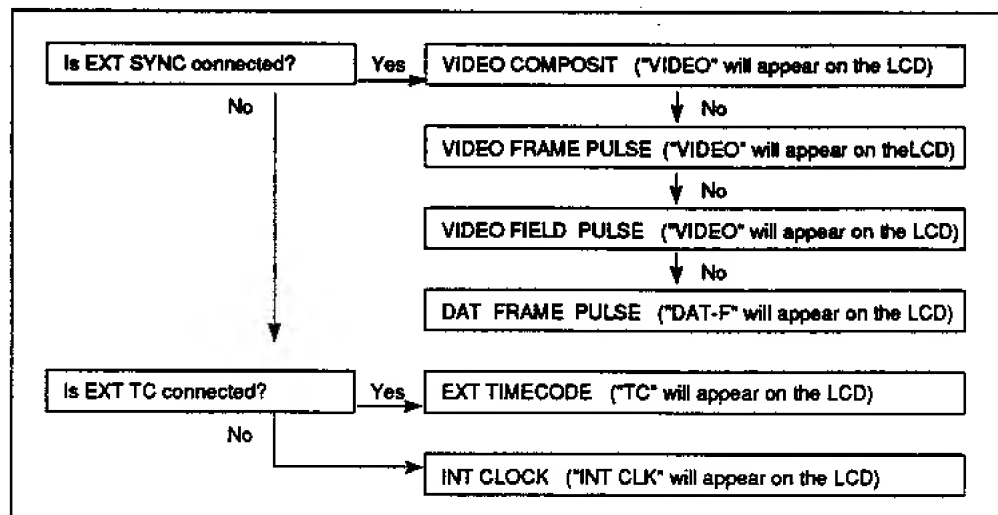 Is EXT SYNC connected?
Yes
VIDEO COMPOSIT ("VIDEO" will appear on the LCD)
No
No
VIDEO FRAME PULSE ("VIDEO" will appear on theLCD)
No
VIDEO FIELD PULSE ("VIDEO" will appear on the LCD)
No
DAT FRAME PULSE ("DAT-F" will appear on the LCD)
Is EXT TC connected?
Yes
EXT TIMECODE ("TC" will appear on the LCD)
No
INT CLOCK ("INT CLK" will appear on the LCD)